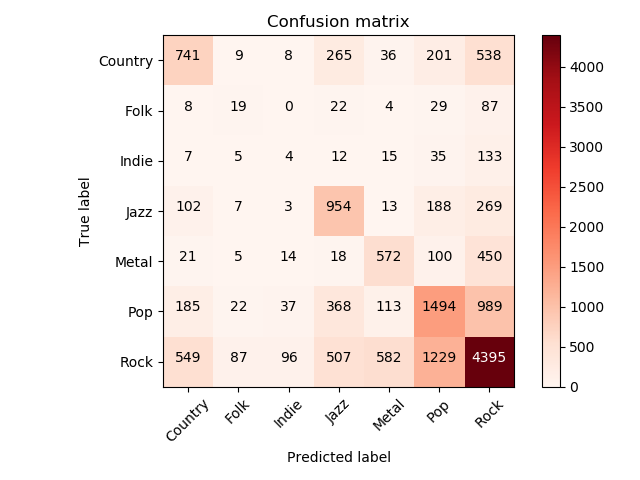 Confusion matrix
True label
Country 741 9 8 265 36 201 538
Folk 8 19 0 22 4 29 87
Indie 7 5 4 12 15 35 133
Jazz 102 7 3 954 13 188 269
Metal 21 5 14 18 572 100 450
Pop 185 22 37 368 113 1494 989
Rock 549 87 96 507 582 1229 4395
Country Folk Indie Jazz Metal Pop Rock
Predicted label
4000
3500
3000
2500
2000
1500
1000
500
0